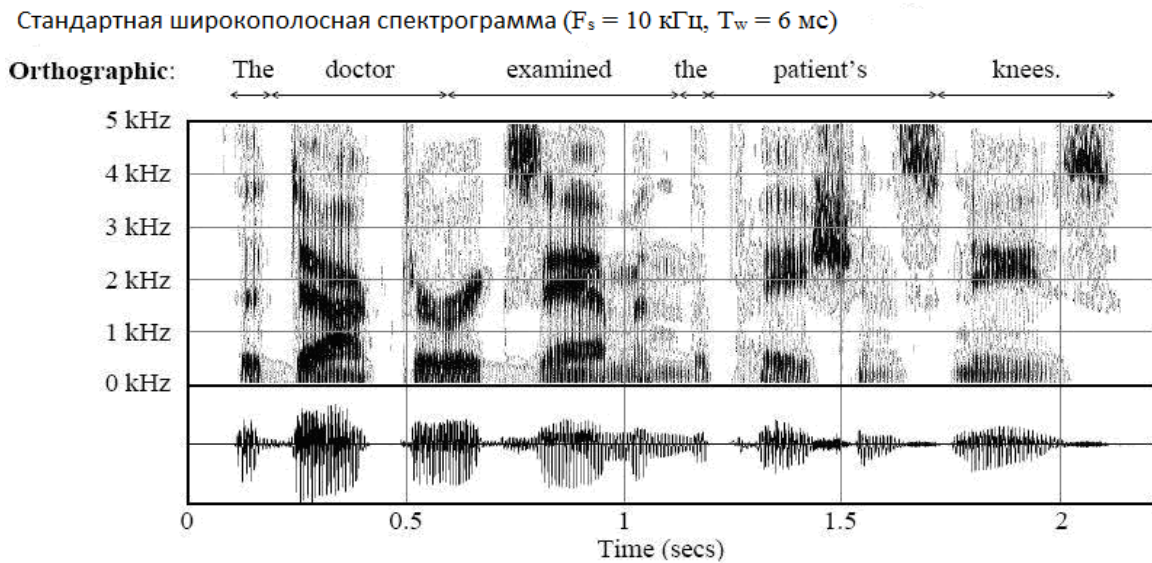 Стандартная широкополосная спектрограмма (Fs = 10 кГц, Tw = 6 мс)
Orthographic: The doctor examined the patient's knees.
5 kHz
4 kHz
3 kHz
2 kHz
1 kHz
0 kHz
0 0.5 1 1.5 2
Time (secs)